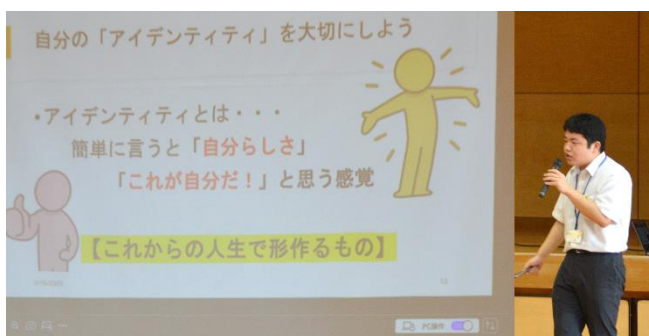 自分の「アイデンティティ」を大切にしよう
・アイデンティティとは・・・
簡単に言うと「自分らしさ」
「これが自分だ！」と思う感覚
【これからの人生で形作るもの】
PC操作